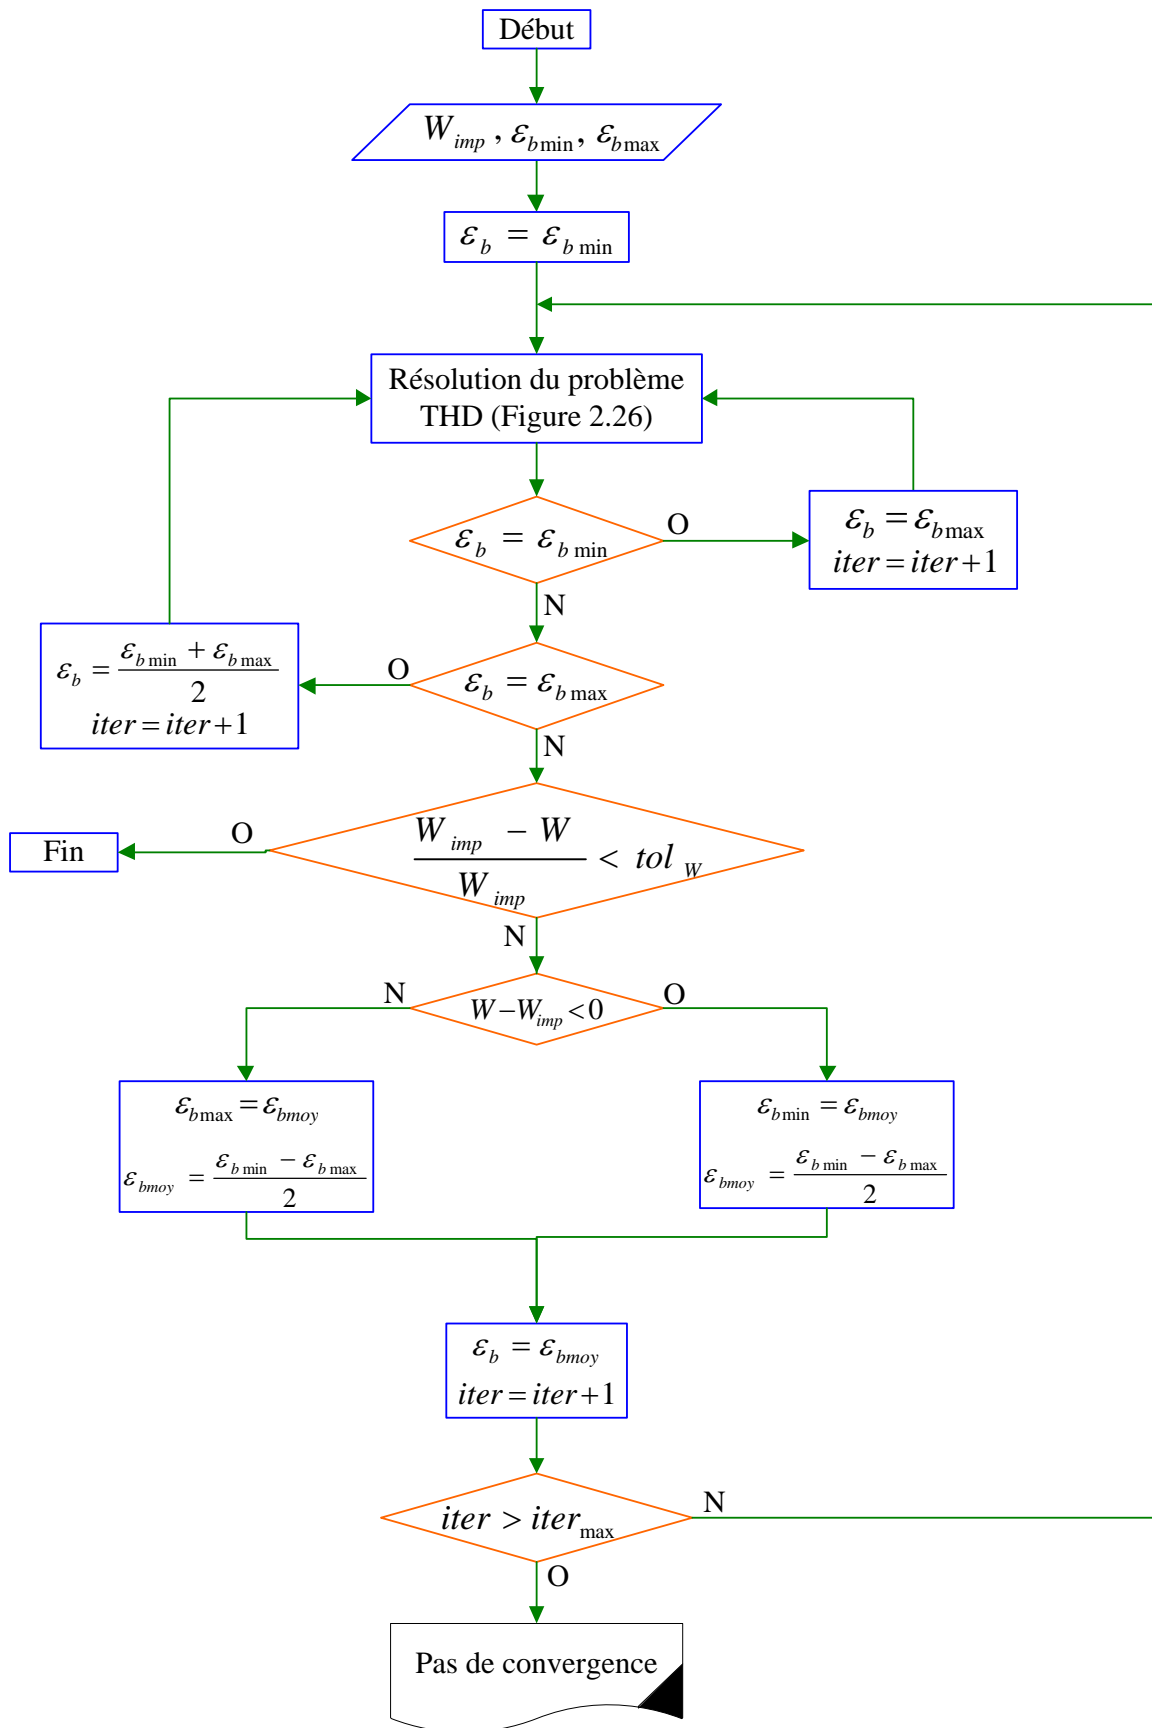 Début
W_imp , ε_bmin, ε_bmax
ε_b = ε_b min
Résolution du problème
THD (Figure 2.26)
ε_b = ε_b min
O
ε_b = ε_bmax
iter = iter+1
N
ε_b = (ε_b min + ε_b max)/2
iter = iter+1
O
ε_b = ε_b max
N
Fin
O
(W_imp − W)/W_imp < tol_W
N
N
W−W_imp<0
O
ε_bmax = ε_bmoy
ε_bmoy = (ε_b min − ε_b max)/2
ε_bmin = ε_bmoy
ε_bmoy = (ε_b min − ε_b max)/2
ε_b = ε_bmoy
iter = iter+1
iter > iter_max
N
O
Pas de convergence